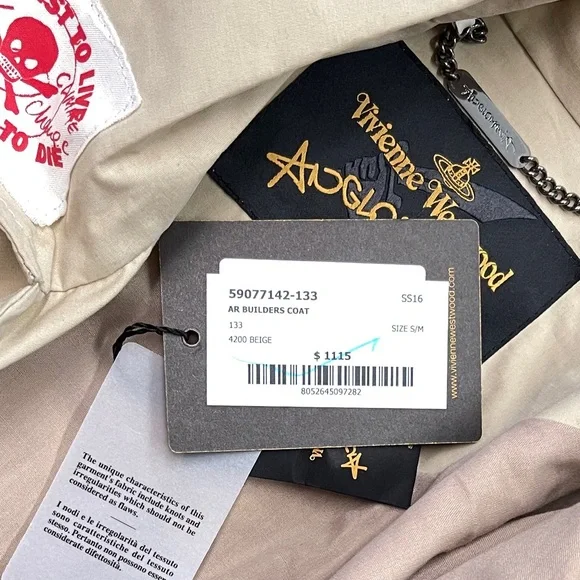 TO LIV
TO DIE
Vivienne Westwood
ANGLO
59077142-133
SS16
AR BUILDERS COAT
133
SIZE S/M
4200 BEIGE
$ 1115
8052645097282
www.viviennewestwood.com
The unique characteristics of this
garment's fabric include knots and
irregularities which should not be
considered as flaws.
I nodi e le irregolarità del tessuto
sono caratteristiche del tessuto
stesso. Pertanto non possono essere
considerate difettosità.